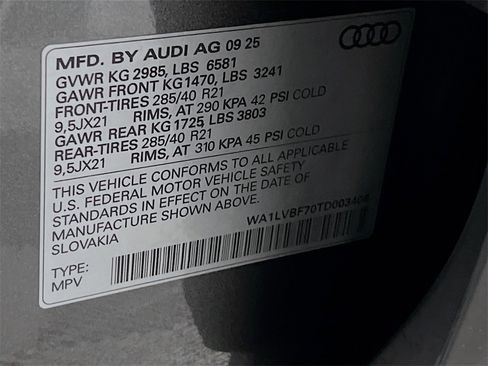 MFD. BY AUDI AG 09 25
GVWR KG 2985, LBS 6581
GAWR FRONT KG 1470, LBS 3241
FRONT-TIRES 285/40 R21
9,5JX21 RIMS, AT 290 KPA 42 PSI COLD
GAWR REAR KG 1725, LBS 3803
REAR-TIRES 285/40 R21
9,5JX21 RIMS, AT 310 KPA 45 PSI COLD
THIS VEHICLE CONFORMS TO ALL APPLICABLE
U.S. FEDERAL MOTOR VEHICLE SAFETY
STANDARDS IN EFFECT ON THE DATE OF
MANUFACTURE SHOWN ABOVE.
SLOVAKIA
WA1LVBF70TD003406
TYPE:
MPV